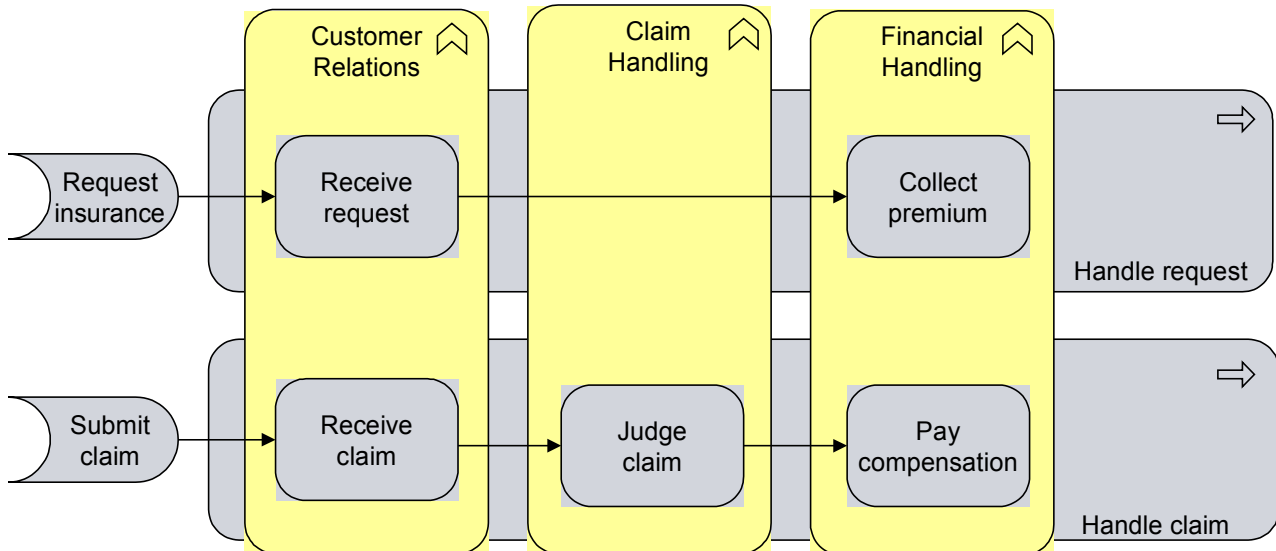 Customer
Relations
Claim
Handling
Financial
Handling
Request
insurance
Receive
request
Collect
premium
Handle request
Submit
claim
Receive
claim
Judge
claim
Pay
compensation
Handle claim